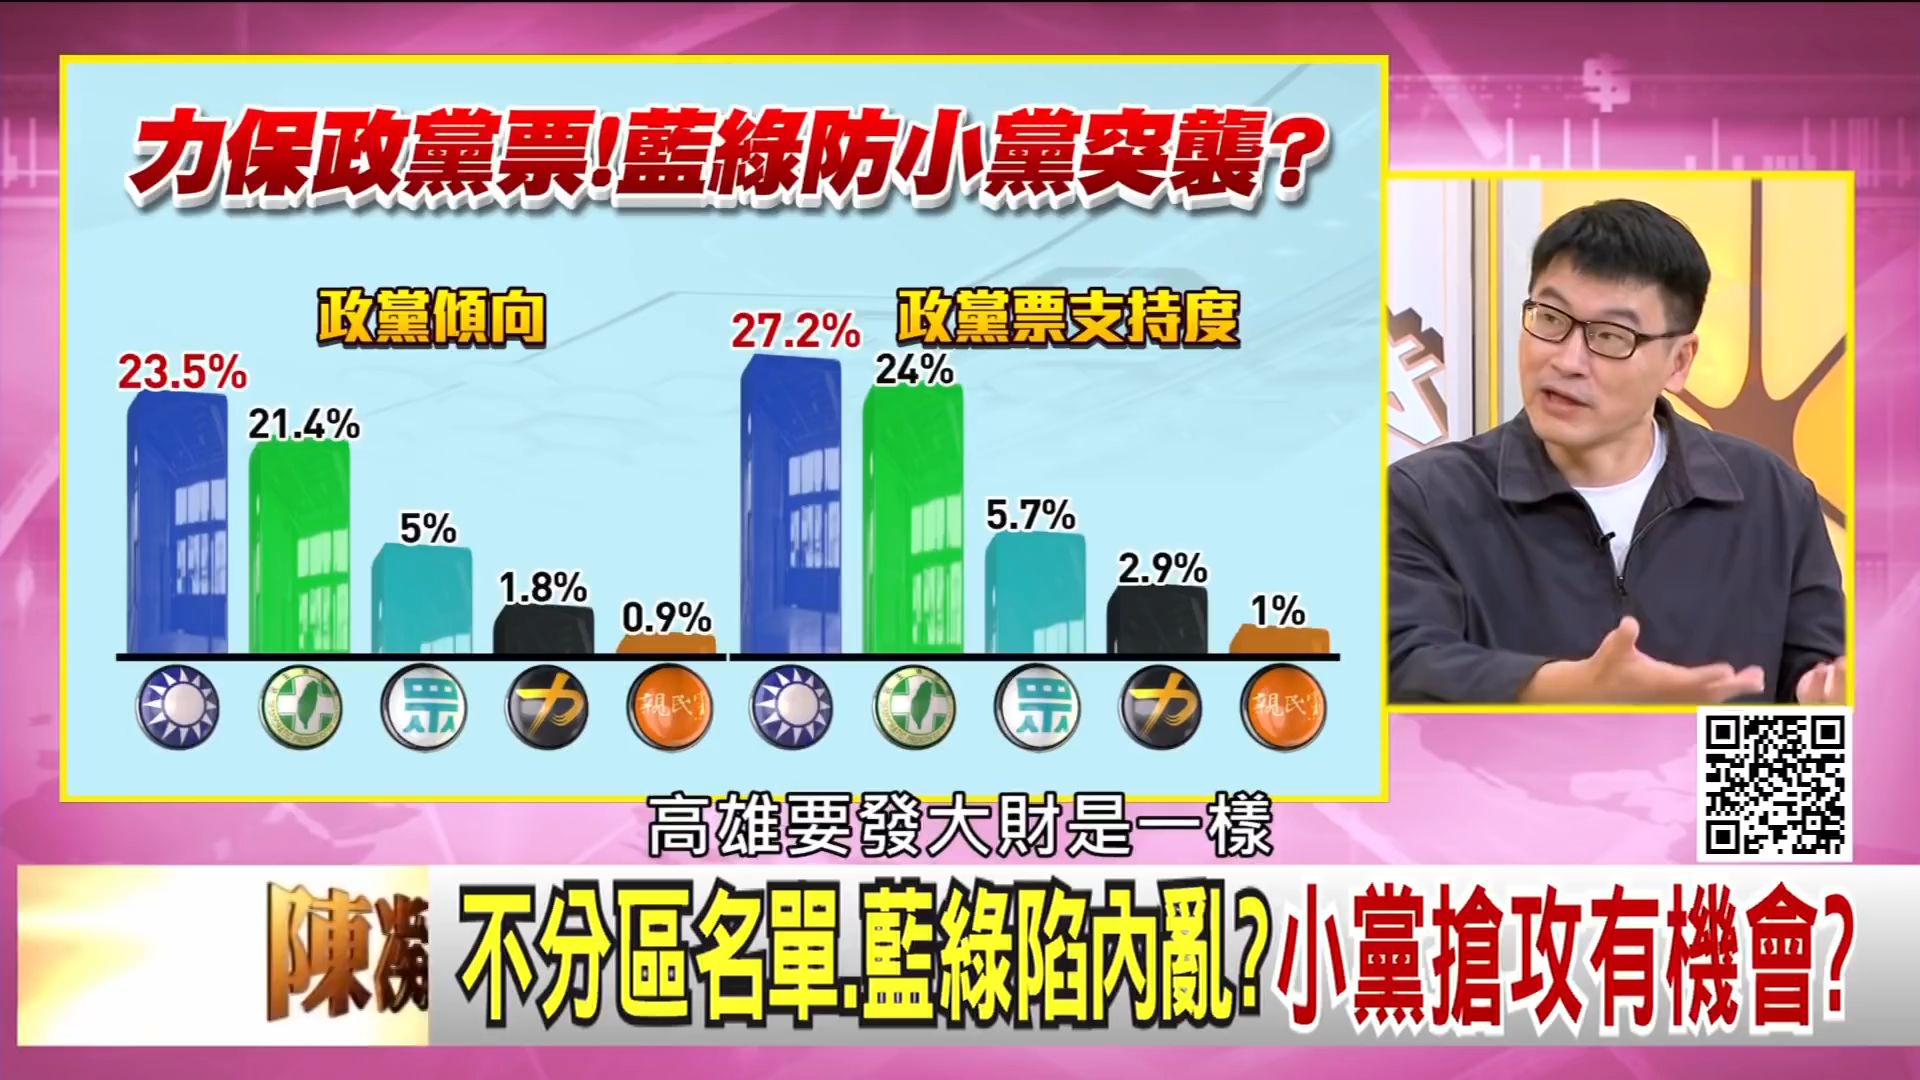 力保政黨票!藍綠防小黨突襲?
政黨傾向
23.5%
21.4%
5%
1.8%
0.9%
政黨票支持度
27.2%
24%
5.7%
2.9%
1%
眾
力
親民黨
眾
力
親民黨
高雄要發大財是一樣
陳凝
不分區名單.藍綠陷內亂?小黨搶攻有機會?